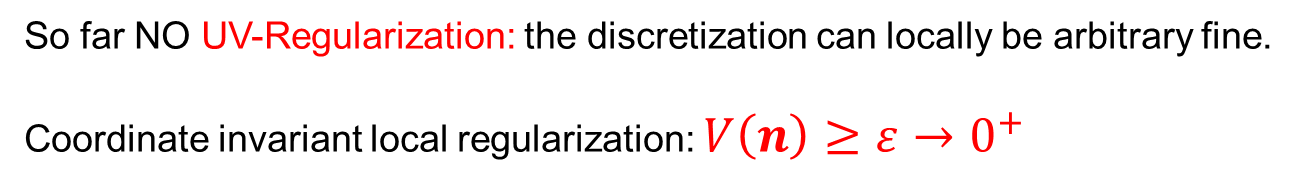 So far NO UV-Regularization: the discretization can locally be arbitrary fine.
Coordinate invariant local regularization: V(n) ≥ ε → 0⁺